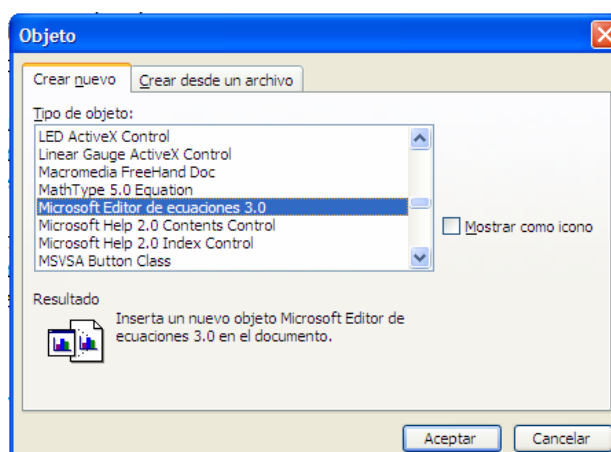 Objeto
Crear nuevo
Crear desde un archivo
Tipo de objeto:
LED ActiveX Control
Linear Gauge ActiveX Control
Macromedia FreeHand Doc
MathType 5.0 Equation
Microsoft Editor de ecuaciones 3.0
Microsoft Help 2.0 Contents Control
Microsoft Help 2.0 Index Control
MSVSA Button Class
Mostrar como icono
Resultado
Inserta un nuevo objeto Microsoft Editor de
ecuaciones 3.0 en el documento.
Aceptar
Cancelar